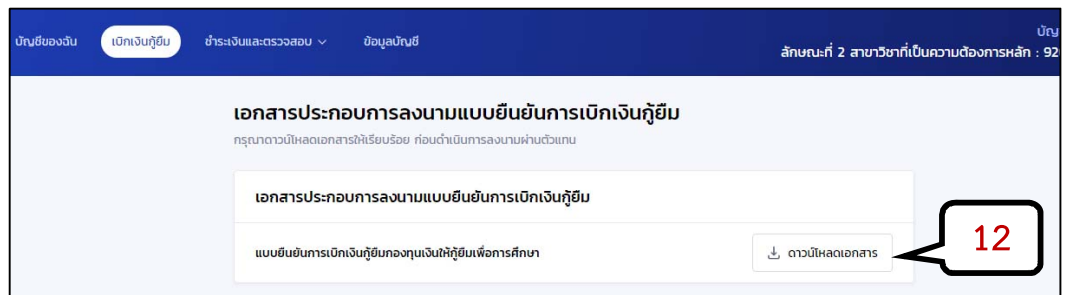 บัญ
บัญชีของฉัน เบิกเงินกู้ยืม ชำระเงินและตรวจสอบ ข้อมูลบัญชี
ลักษณะที่ 2 สาขาวิชาที่เป็นความต้องการหลัก : 92
เอกสารประกอบการลงนามแบบยืนยันการเบิกเงินกู้ยืม
กรุณาดาวน์โหลดเอกสารให้เรียบร้อย ก่อนดำเนินการลงนามผ่านตัวแทน
เอกสารประกอบการลงนามแบบยืนยันการเบิกเงินกู้ยืม
แบบยืนยันการเบิกเงินกู้ยืมกองทุนเงินให้กู้ยืมเพื่อการศึกษา ดาวน์โหลดเอกสาร 12